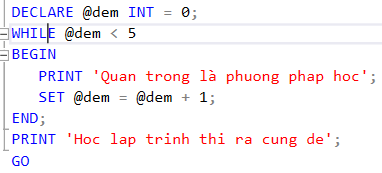 DECLARE @dem INT = 0;
WHILE @dem < 5
BEGIN
PRINT 'Quan trong là phuong phap hoc';
SET @dem = @dem + 1;
END;
PRINT 'Hoc lap trinh thi ra cung de';
GO